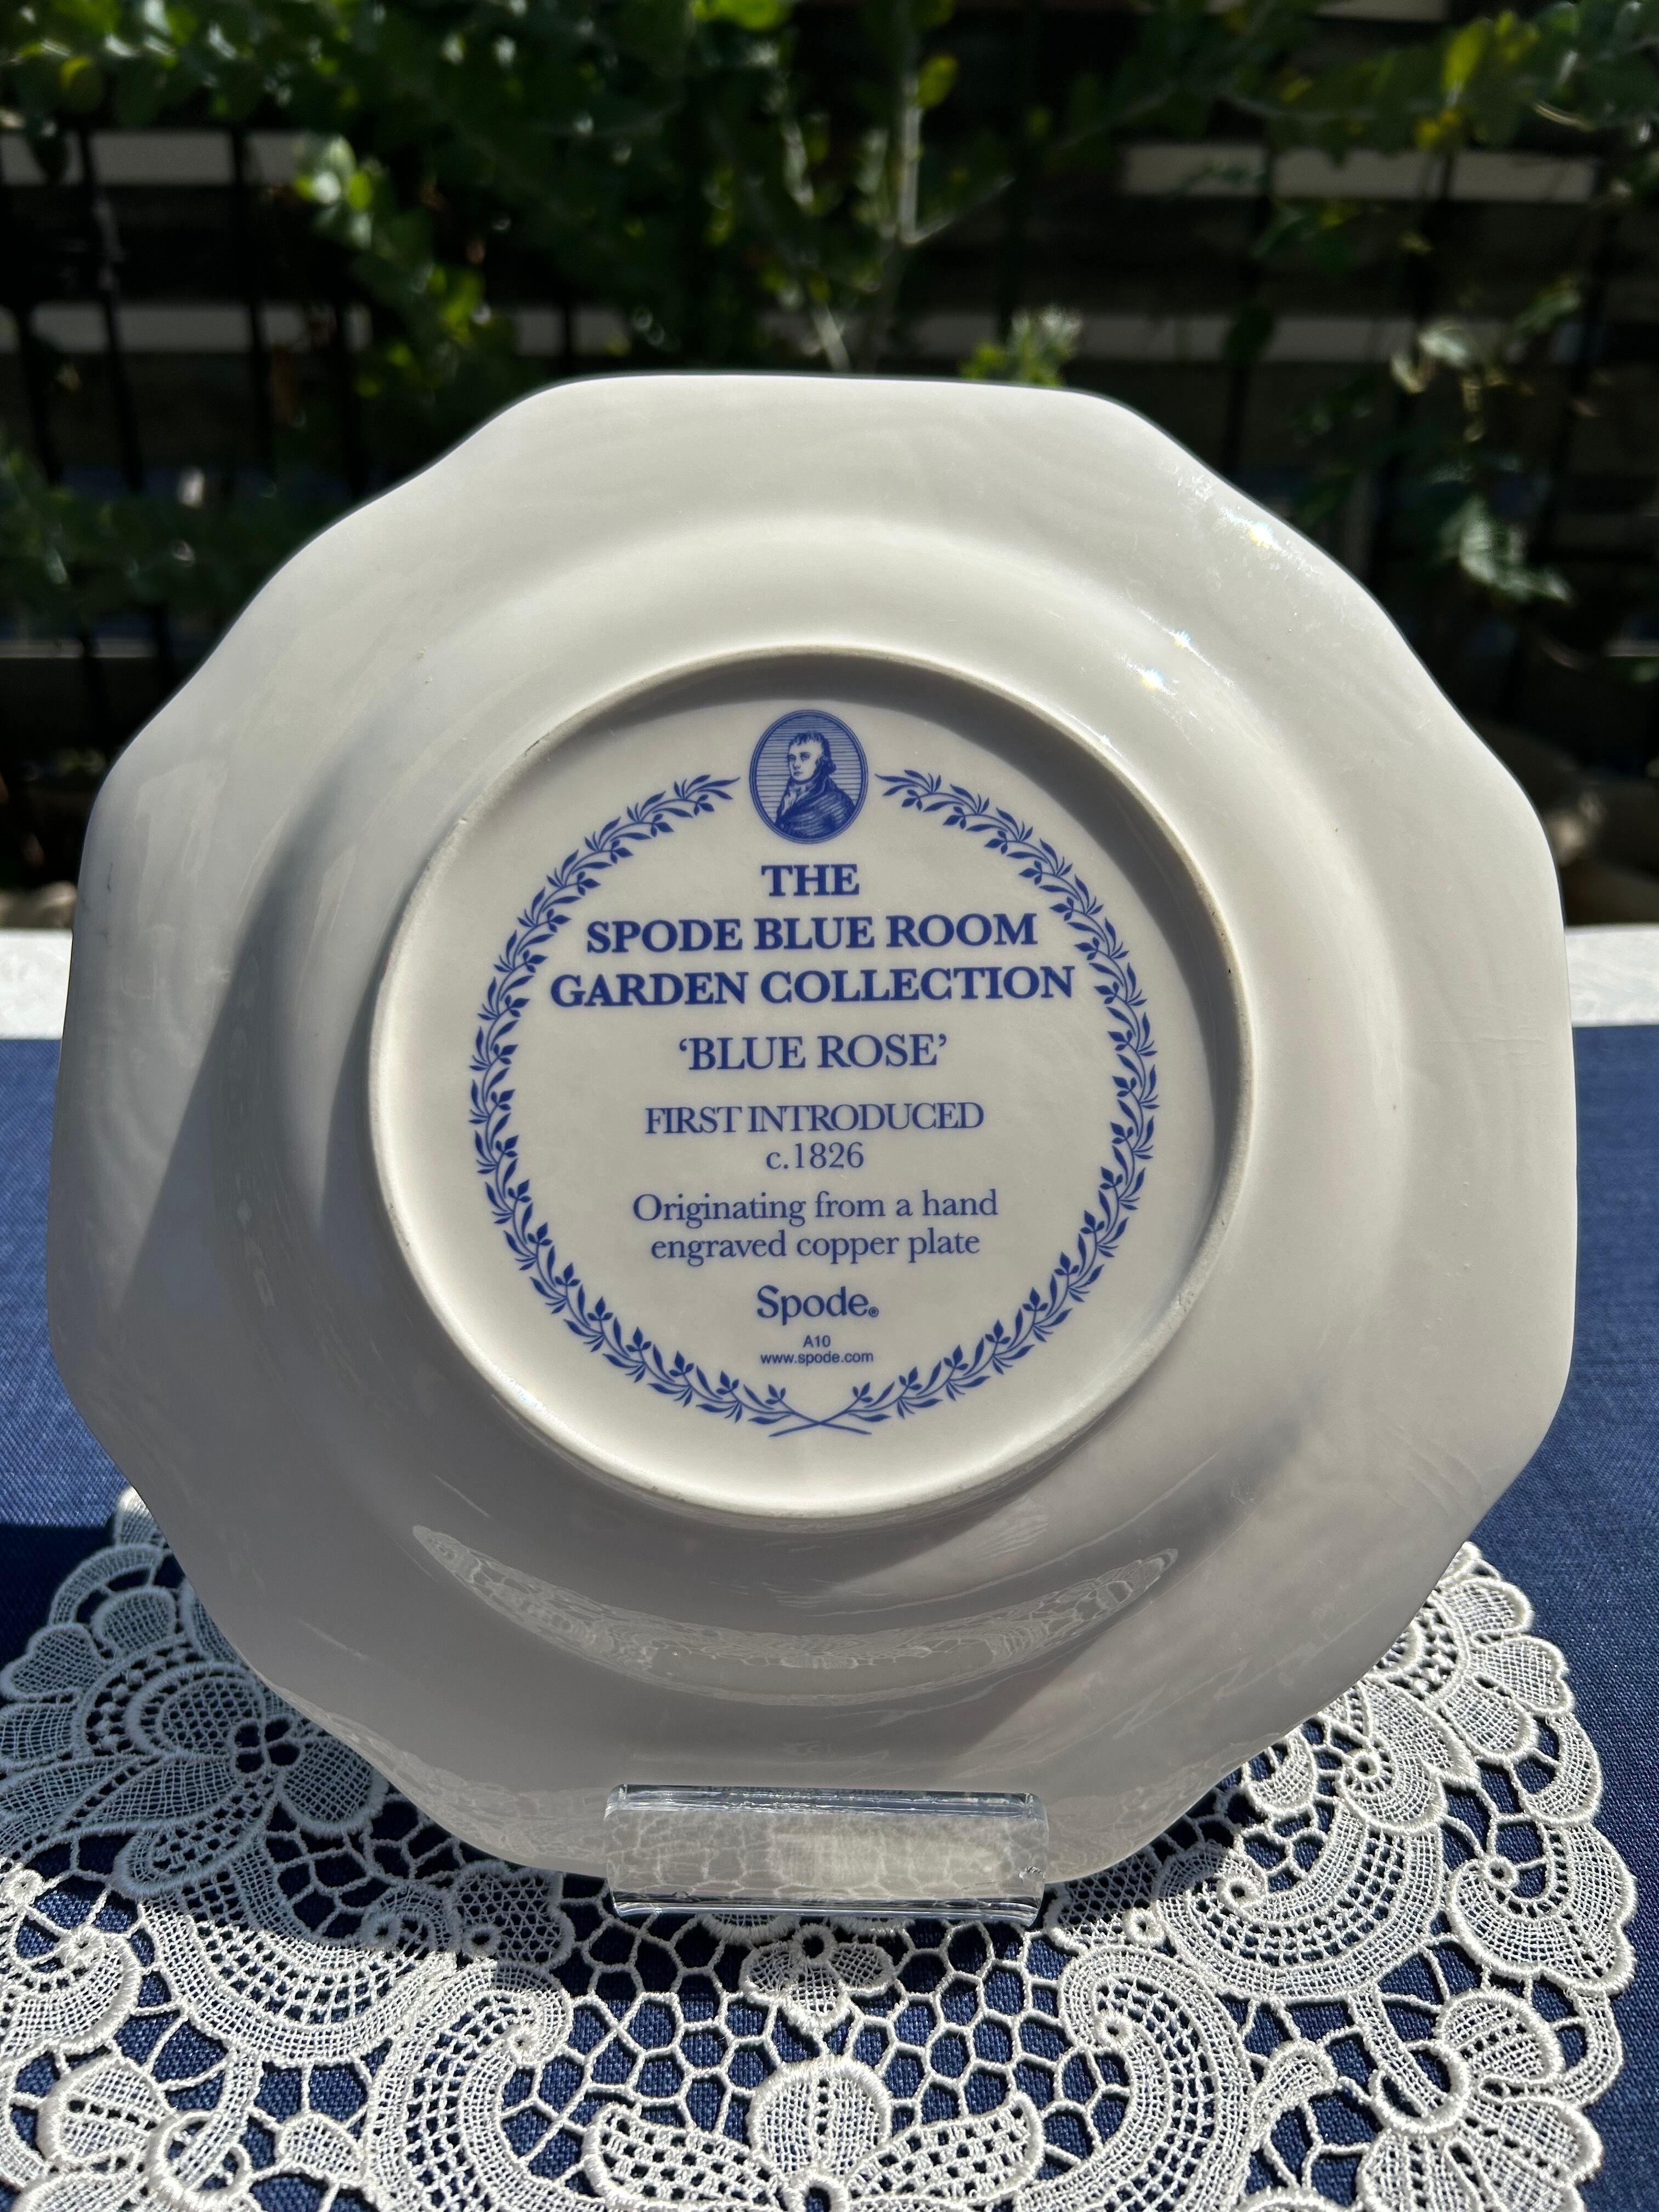 THE
SPODE BLUE ROOM
GARDEN COLLECTION
‘BLUE ROSE’
FIRST INTRODUCED
c.1826
Originating from a hand
engraved copper plate
Spode®
A10
www.spode.com